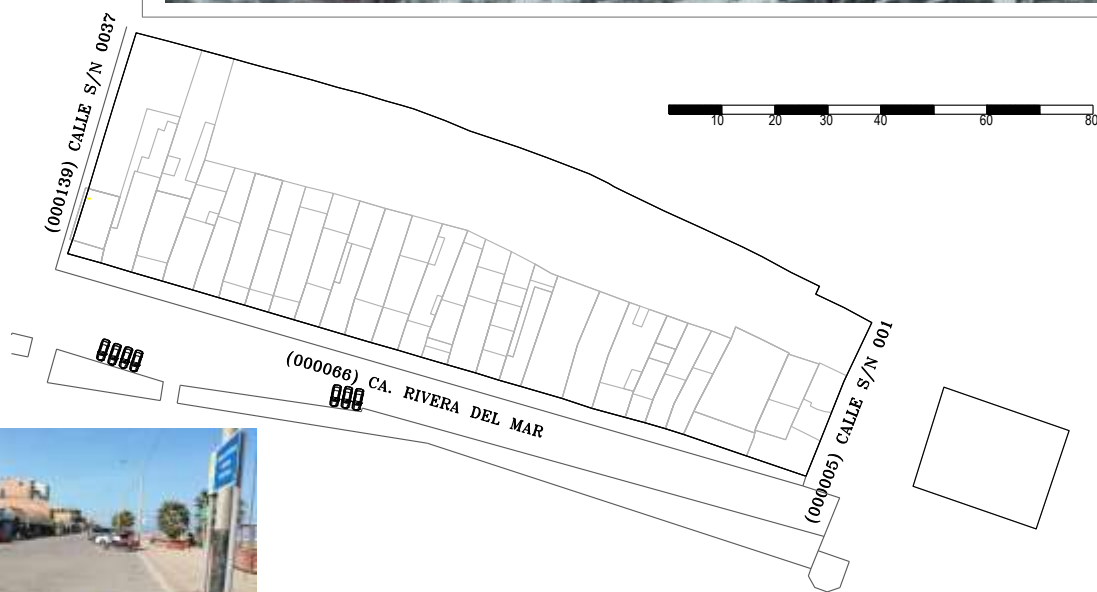 (000139) CALLE S/N 0037
10 20 30 40 60 80
(000066) CA. RIVERA DEL MAR
(000005) CALLE S/N 001